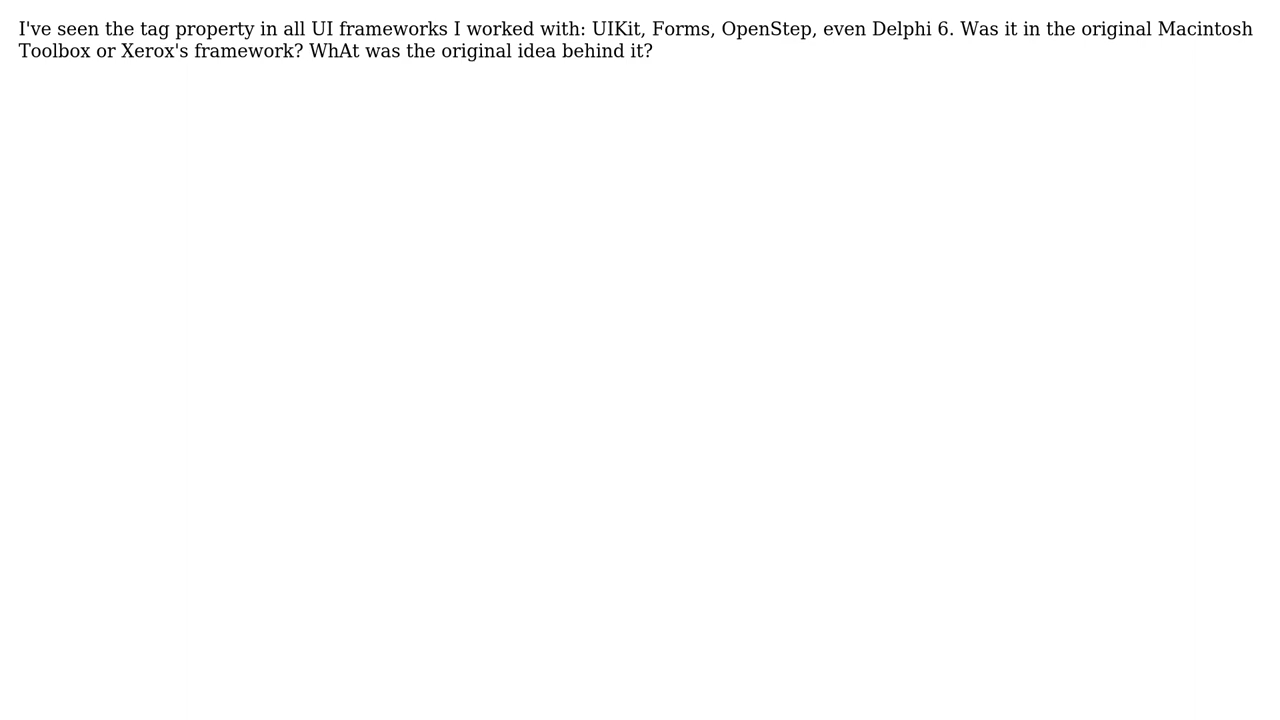 I've seen the tag property in all UI frameworks I worked with: UIKit, Forms, OpenStep, even Delphi 6. Was it in the original Macintosh
Toolbox or Xerox's framework? WhAt was the original idea behind it?